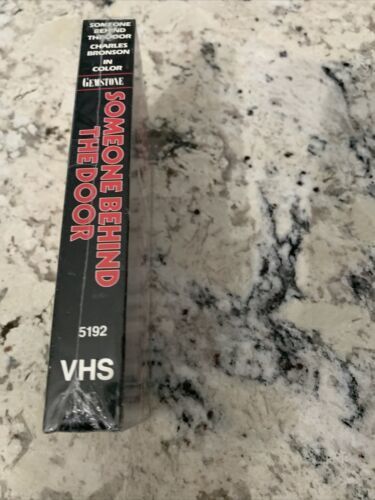 SOMEONE
BEHIND
THE DOOR
CHARLES
BRONSON
IN
COLOR
GEMSTONE
SOMEONE BEHIND
THE DOOR
5192
VHS